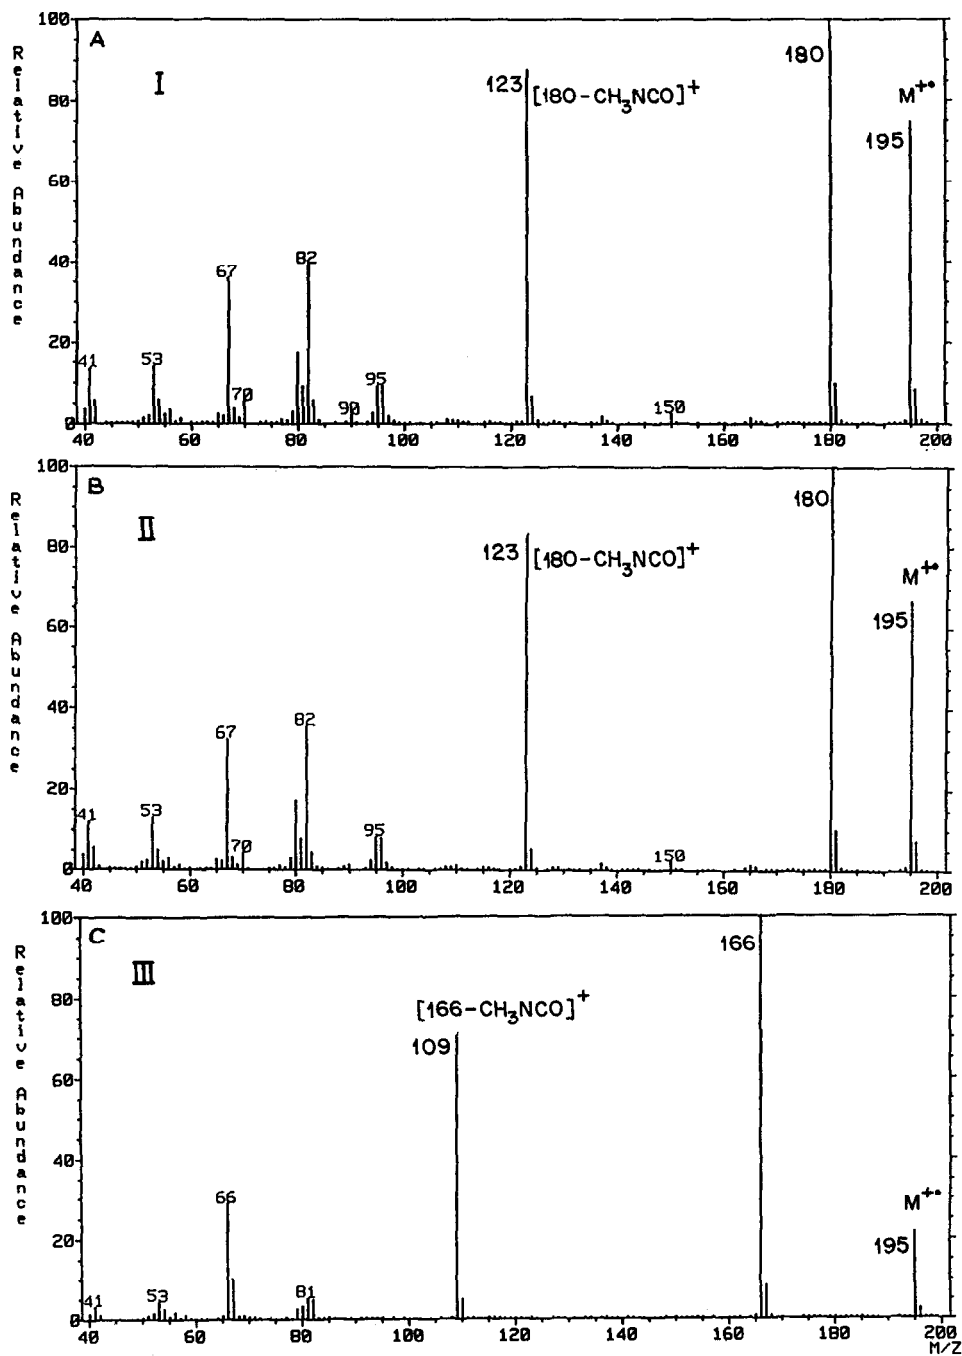 A
I
Relative Abundance
100
80
60
40
20
0
180
123 [180-CH₃NCO]⁺
M⁺•
195
67
82
41
53
70
90
95
150
40 60 80 100 120 140 160 180 200
B
II
Relative Abundance
100
80
60
40
20
0
180
123 [180-CH₃NCO]⁺
M⁺•
195
67
82
41
53
70
95
150
40 60 80 100 120 140 160 180 200
C
III
Relative Abundance
100
80
60
40
20
0
166
[166-CH₃NCO]⁺
109
M⁺•
195
66
41
53
81
40 60 80 100 120 140 160 180 200
M/Z